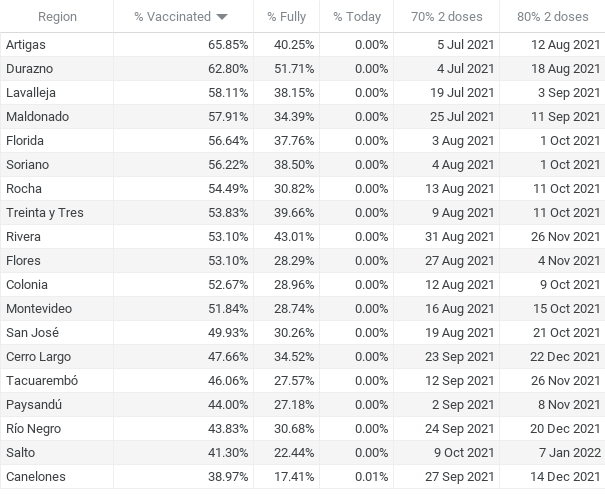 Region % Vaccinated % Fully % Today 70% 2 doses 80% 2 doses
Artigas 65.85% 40.25% 0.00% 5 Jul 2021 12 Aug 2021
Durazno 62.80% 51.71% 0.00% 4 Jul 2021 18 Aug 2021
Lavalleja 58.11% 38.15% 0.00% 19 Jul 2021 3 Sep 2021
Maldonado 57.91% 34.39% 0.00% 25 Jul 2021 11 Sep 2021
Florida 56.64% 37.76% 0.00% 3 Aug 2021 1 Oct 2021
Soriano 56.22% 38.50% 0.00% 4 Aug 2021 1 Oct 2021
Rocha 54.49% 30.82% 0.00% 13 Aug 2021 11 Oct 2021
Treinta y Tres 53.83% 39.66% 0.00% 9 Aug 2021 11 Oct 2021
Rivera 53.10% 43.01% 0.00% 31 Aug 2021 26 Nov 2021
Flores 53.10% 28.29% 0.00% 27 Aug 2021 4 Nov 2021
Colonia 52.67% 28.96% 0.00% 12 Aug 2021 9 Oct 2021
Montevideo 51.84% 28.74% 0.00% 16 Aug 2021 15 Oct 2021
San José 49.93% 30.26% 0.00% 19 Aug 2021 21 Oct 2021
Cerro Largo 47.66% 34.52% 0.00% 23 Sep 2021 22 Dec 2021
Tacuarembó 46.06% 27.57% 0.00% 12 Sep 2021 26 Nov 2021
Paysandú 44.00% 27.18% 0.00% 2 Sep 2021 8 Nov 2021
Río Negro 43.83% 30.68% 0.00% 24 Sep 2021 20 Dec 2021
Salto 41.30% 22.44% 0.00% 9 Oct 2021 7 Jan 2022
Canelones 38.97% 17.41% 0.01% 27 Sep 2021 14 Dec 2021